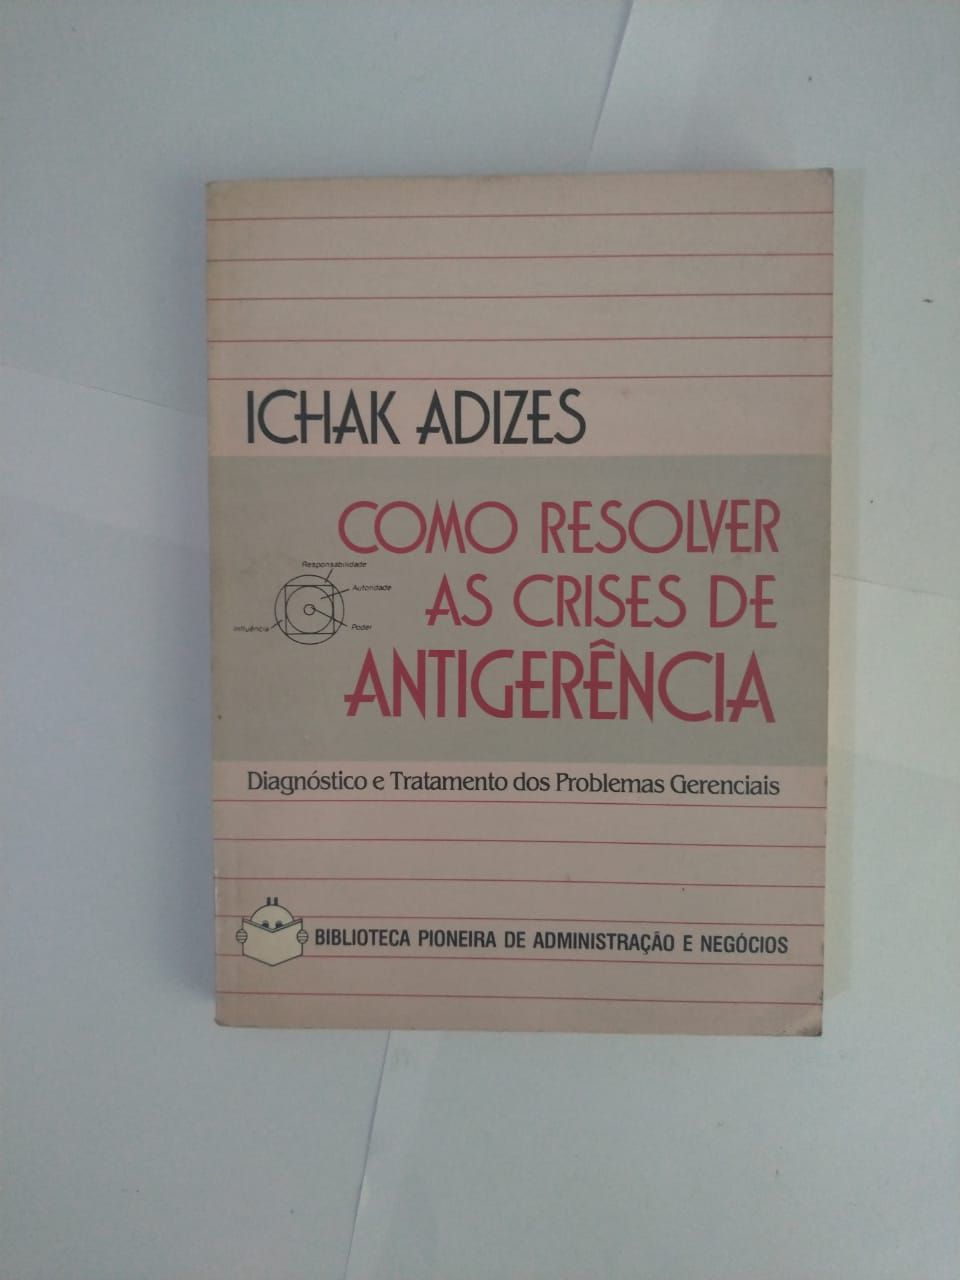 ICHAK ADIZES
COMO RESOLVER
AS CRISES DE
ANTIGERÊNCIA
Responsabilidade
Autoridade
Influência
Poder
Diagnóstico e Tratamento dos Problemas Gerenciais
BIBLIOTECA PIONEIRA DE ADMINISTRAÇÃO E NEGÓCIOS